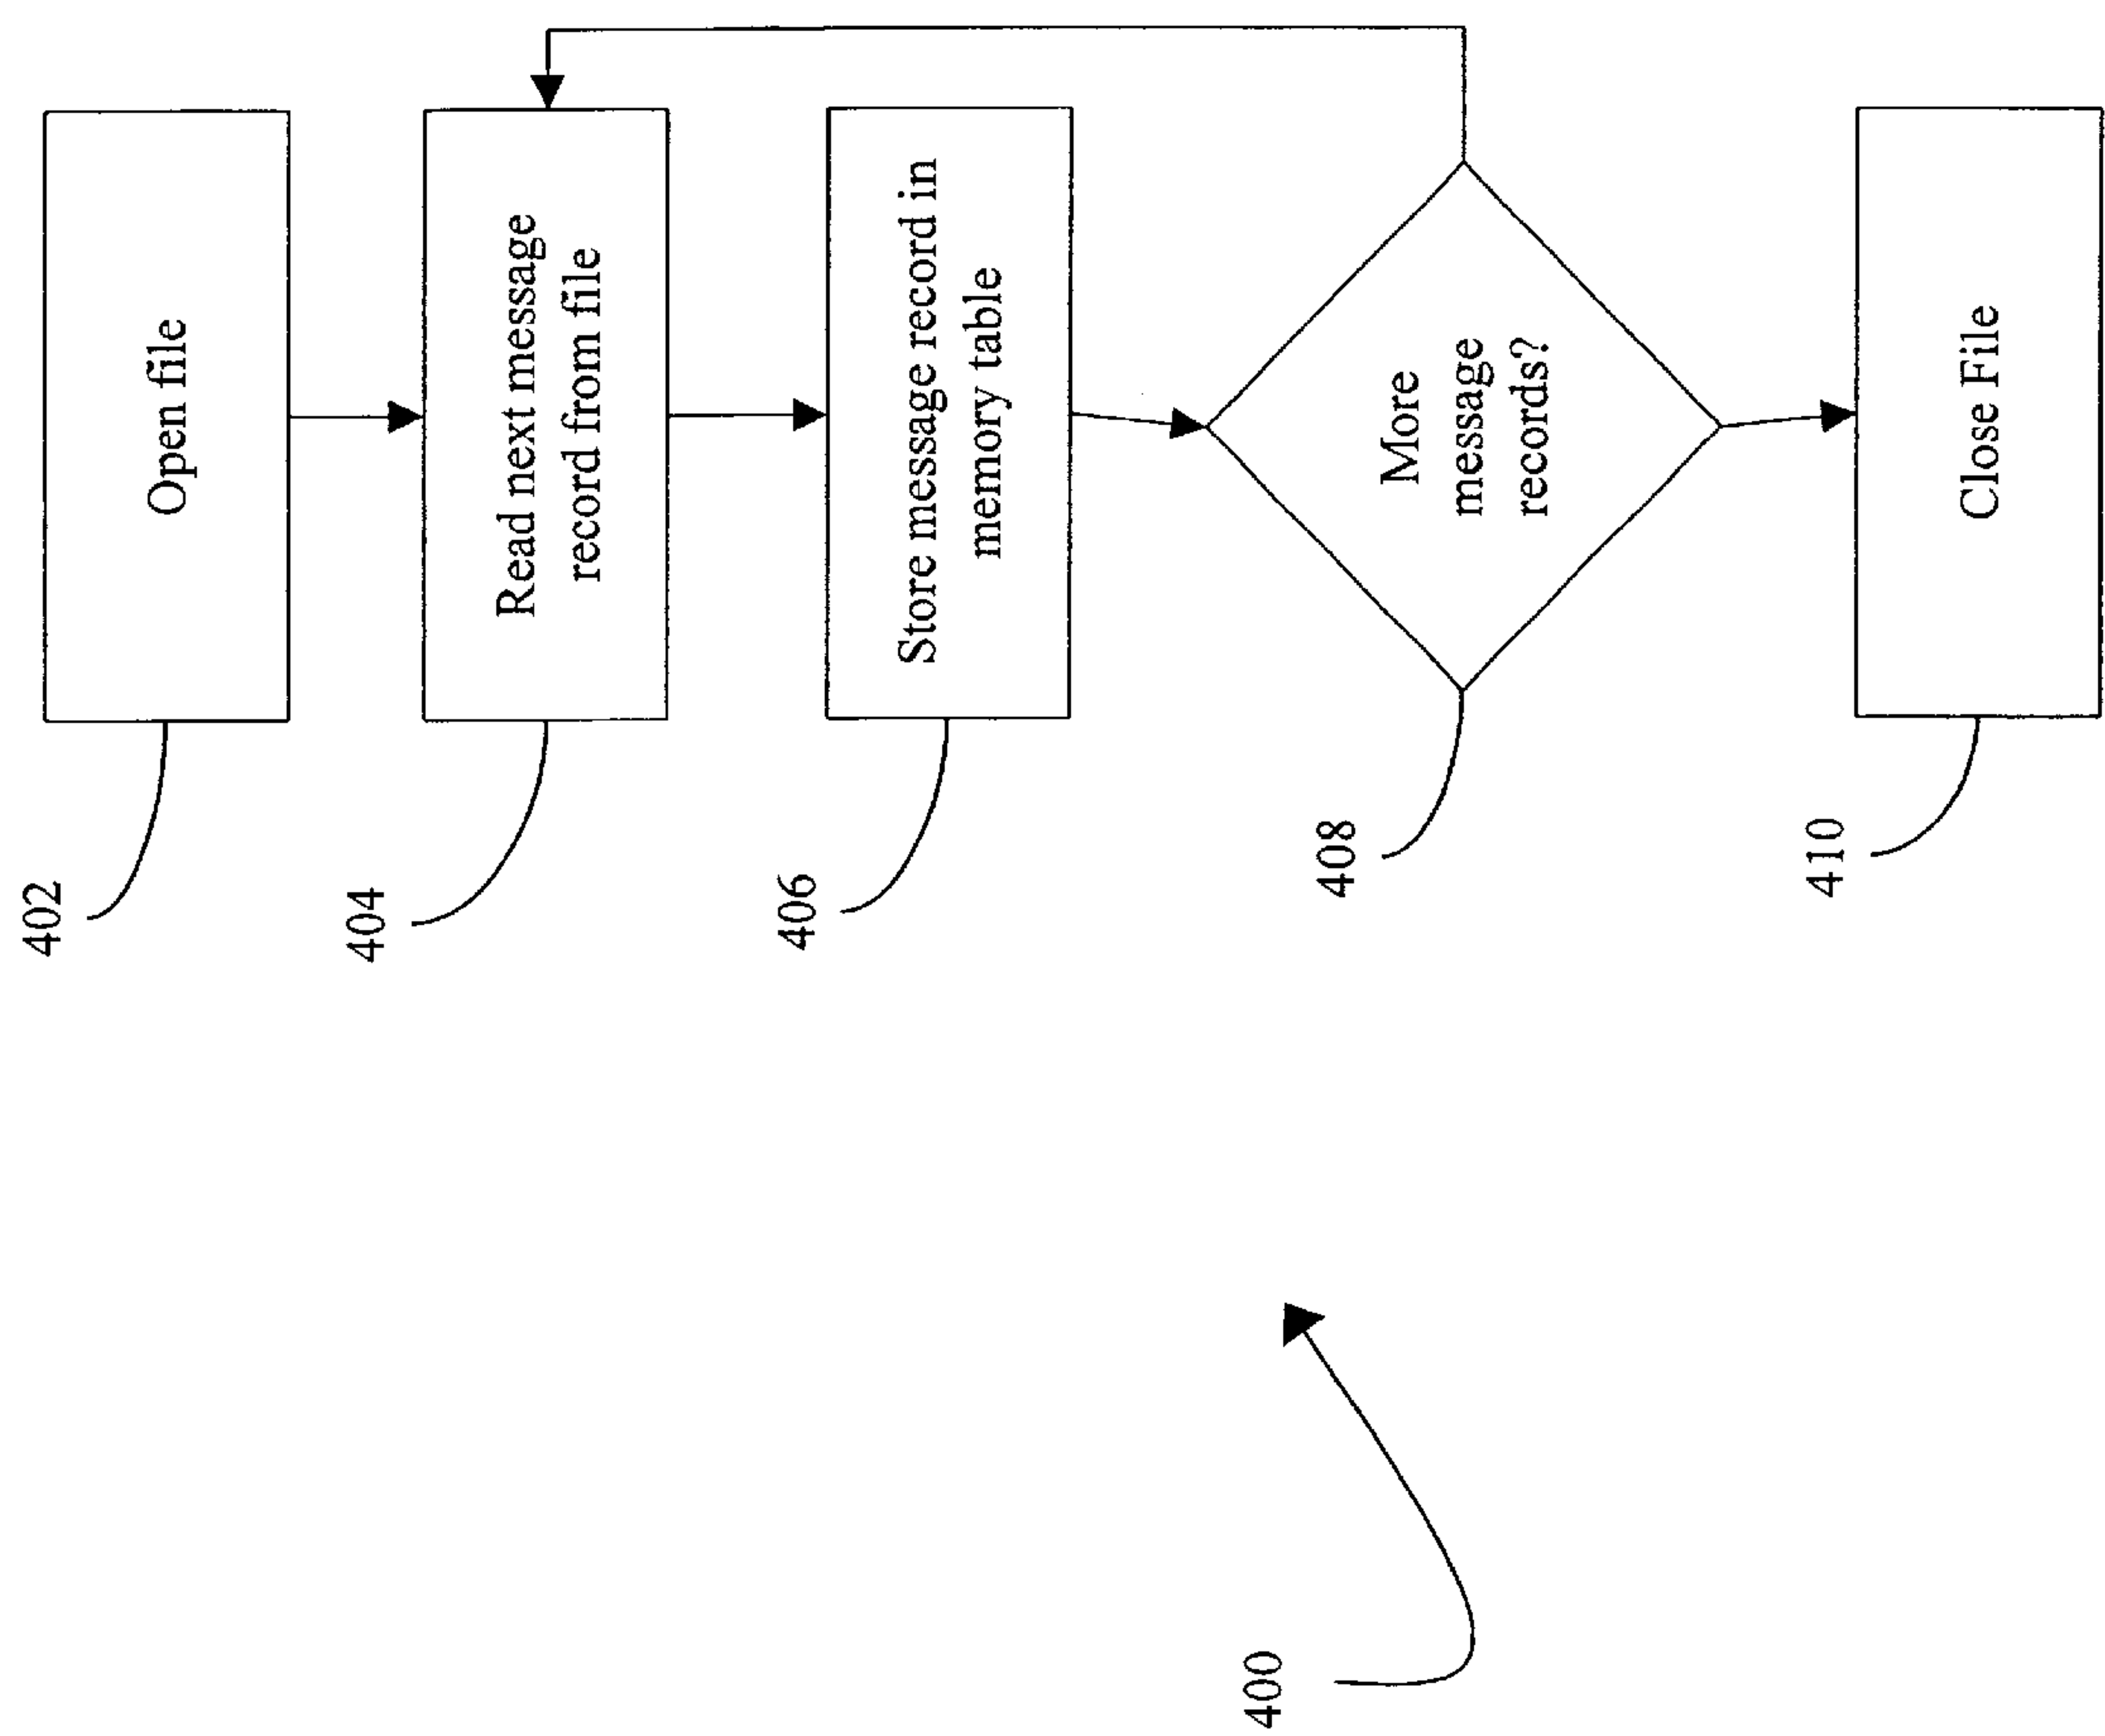 402
Open file
404
Read next message
record from file
406
Store message record in
memory table
408
More
message
records?
410
Close File
400